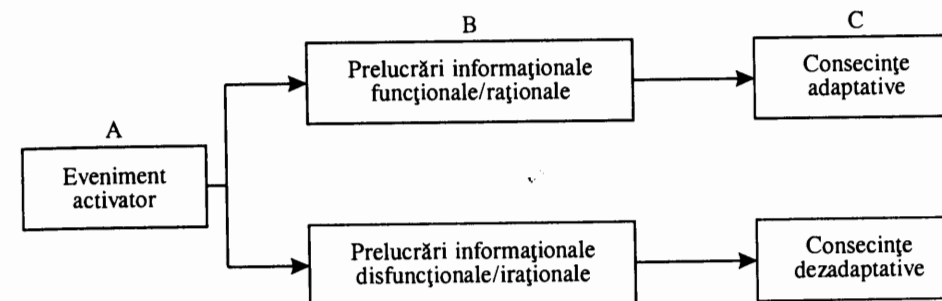 B
C
Prelucrări informaţionale
funcţionale/raţionale
Consecinţe
adaptative
A
Eveniment
activator
Prelucrări informaţionale
disfuncţionale/iraţionale
Consecinţe
dezadaptative